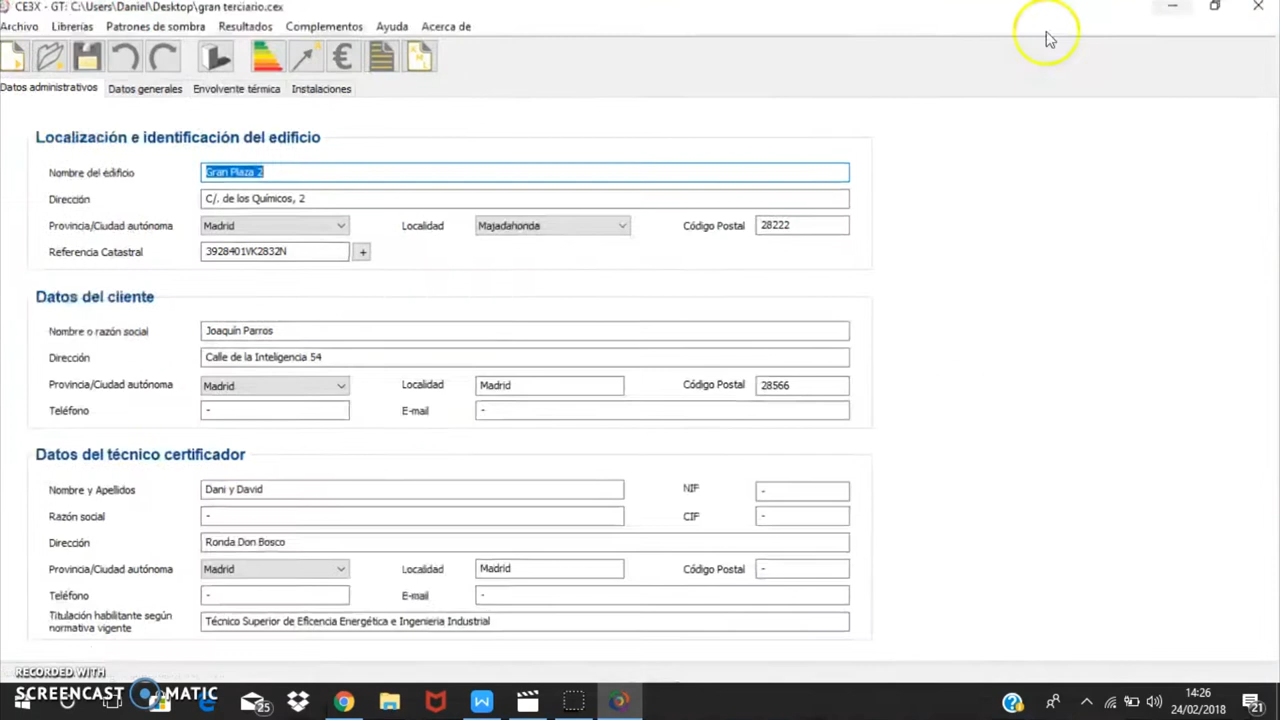 CE3X - GT: C:\Users\Daniel\Desktop\gran terciario.cex
Archivo Librerías Patrones de sombra Resultados Complementos Ayuda Acerca de
Datos administrativos Datos generales Envolvente térmica Instalaciones
Localización e identificación del edificio
Nombre del edificio Gran Plaza 2
Dirección C/. de los Químicos, 2
Provincia/Ciudad autónoma Madrid Localidad Majadahonda Código Postal 28222
Referencia Catastral 3928401VK2832N +
Datos del cliente
Nombre o razón social Joaquín Parros
Dirección Calle de la Inteligencia 54
Provincia/Ciudad autónoma Madrid Localidad Madrid Código Postal 28566
Teléfono - E-mail -
Datos del técnico certificador
Nombre y Apellidos Dani y David NIF -
Razón social - CIF -
Dirección Ronda Don Bosco
Provincia/Ciudad autónoma Madrid Localidad Madrid Código Postal -
Teléfono - E-mail -
Titulación habilitante según
normativa vigente Técnico Superior de Eficencia Energética e Ingenieria Industrial
RECORDED WITH
SCREENCAST MATIC
25
14:26
24/02/2018
21